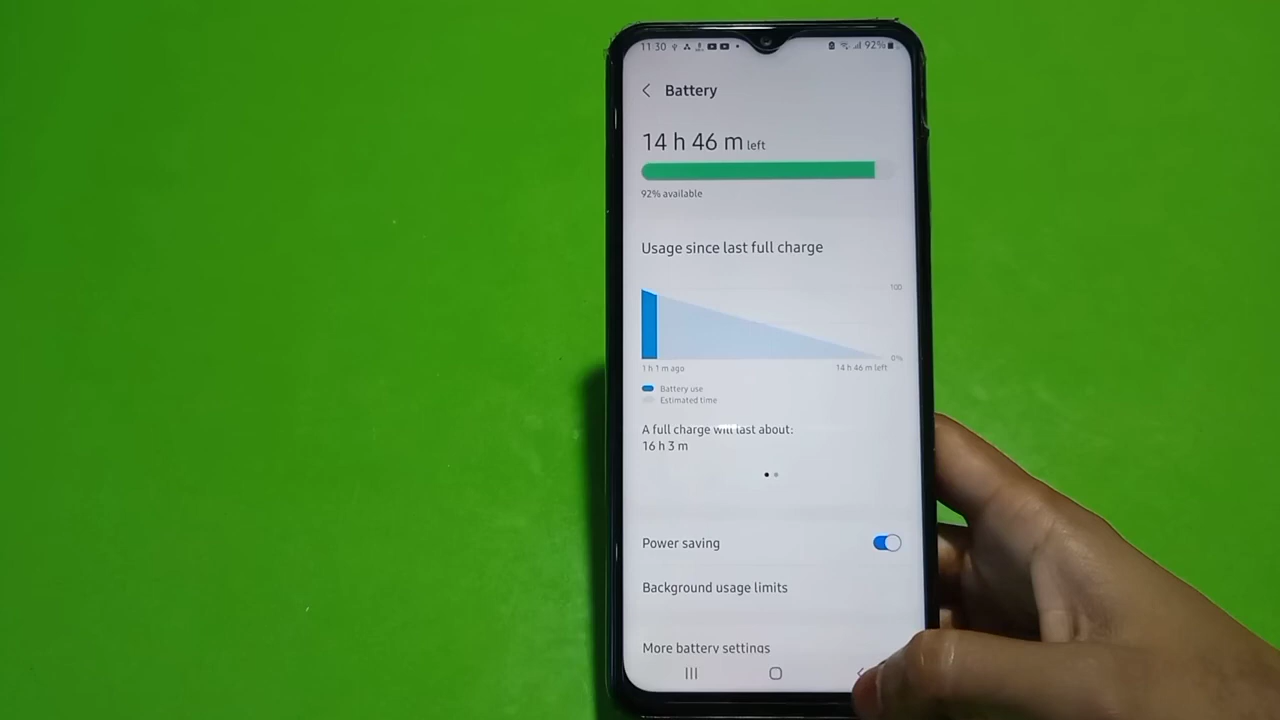 11:30 92%
Battery
14 h 46 m left
92% available
Usage since last full charge
100
0%
1 h 1 m ago 14 h 46 m left
Battery use
Estimated time
A full charge will last about:
16 h 3 m
Power saving
Background usage limits
More battery settings